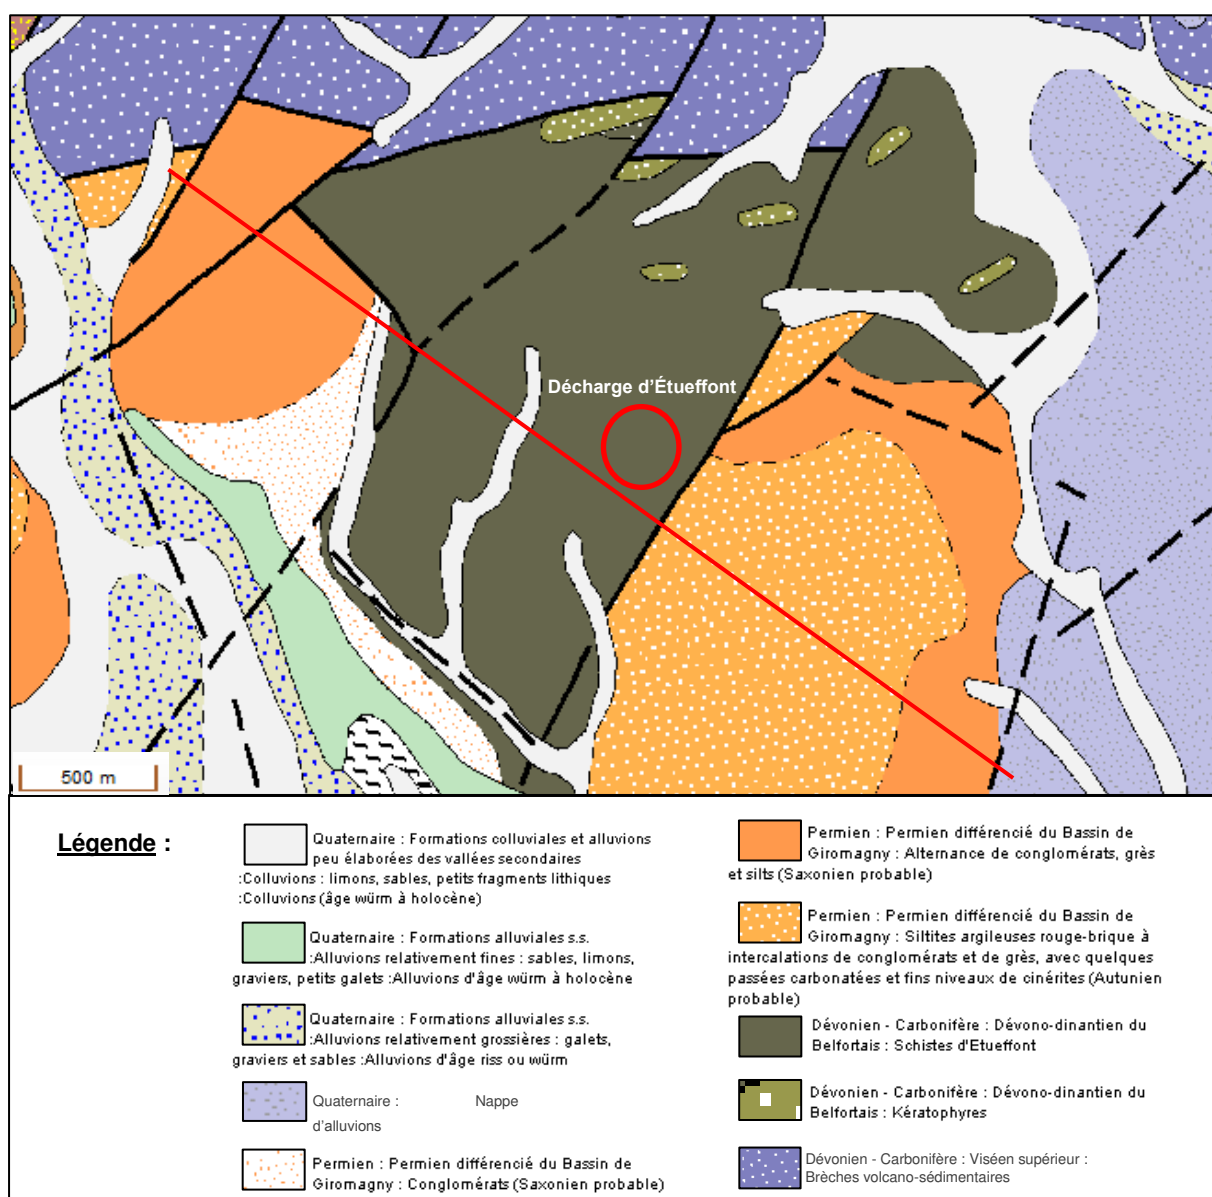 Décharge d'Étueffont
500 m
Légende :
Quaternaire : Formations colluviales et alluvions
peu élaborées des vallées secondaires
:Colluvions : limons, sables, petits fragments lithiques
:Colluvions (âge würm à holocène)
Quaternaire : Formations alluviales s.s.
:Alluvions relativement fines : sables, limons,
graviers, petits galets :Alluvions d'âge würm à holocène
Quaternaire : Formations alluviales s.s.
:Alluvions relativement grossières : galets,
graviers et sables :Alluvions d'âge riss ou würm
Quaternaire : Nappe
d'alluvions
Permien : Permien différencié du Bassin de
Giromagny : Conglomérats (Saxonien probable)
Permien : Permien différencié du Bassin de
Giromagny : Alternance de conglomérats, grès
et silts (Saxonien probable)
Permien : Permien différencié du Bassin de
Giromagny : Siltites argileuses rouge-brique à
intercalations de conglomérats et de grès, avec quelques
passées carbonatées et fins niveaux de cinérites (Autunien
probable)
Dévonien - Carbonifère : Dévono-dinantien du
Belfortais : Schistes d'Etueffont
Dévonien - Carbonifère : Dévono-dinantien du
Belfortais : Kératophyres
Dévonien - Carbonifère : Viséen supérieur :
Brèches volcano-sédimentaires